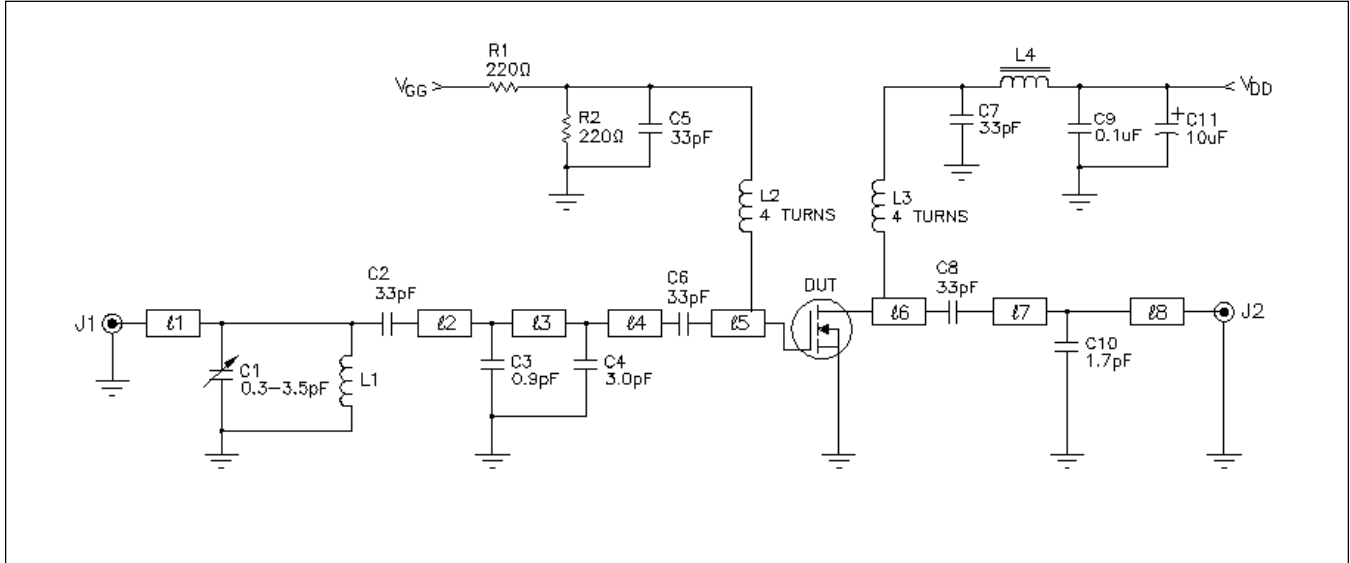 R1
220Ω
L4
VGG
VDD
R2
220Ω
C5
33pF
C7
33pF
C9
0.1uF
+
C11
10uF
L2
4 TURNS
L3
4 TURNS
C2
33pF
C6
33pF
DUT
C8
33pF
J1
ℓ1
ℓ2
ℓ3
ℓ4
ℓ5
ℓ6
ℓ7
ℓ8
J2
C1
0.3-3.5pF
L1
C3
0.9pF
C4
3.0pF
C10
1.7pF